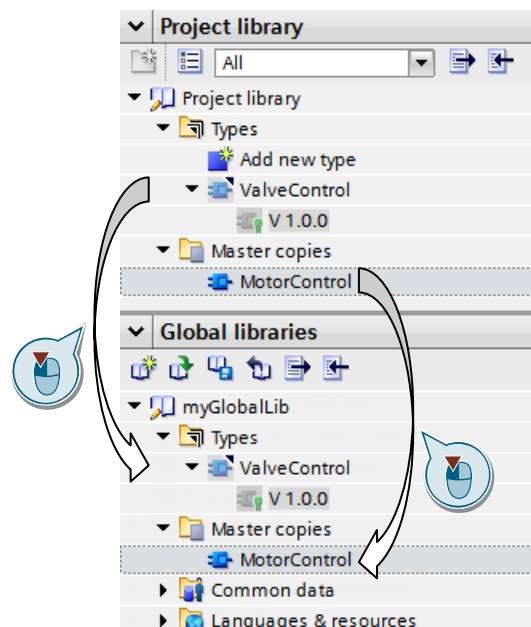 Project library
All
Project library
Types
Add new type
ValveControl
V 1.0.0
Master copies
MotorControl
Global libraries
myGlobalLib
Types
ValveControl
V 1.0.0
Master copies
MotorControl
Common data
Languages & resources